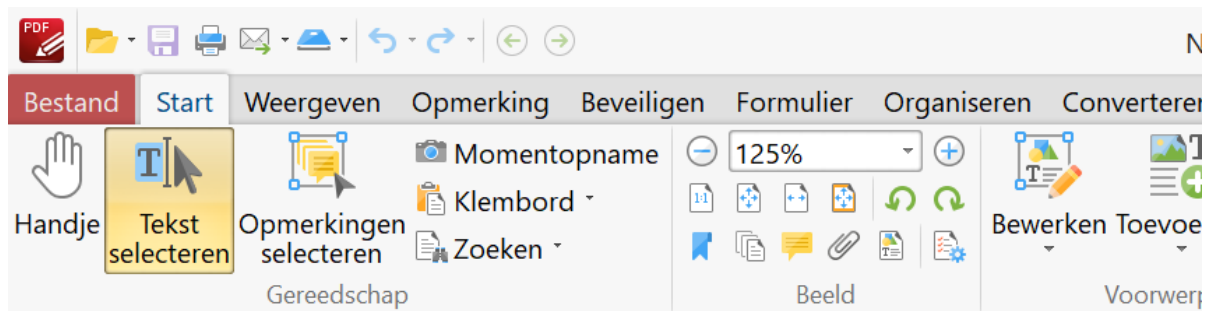 PDF
Bestand Start Weergeven Opmerking Beveiligen Formulier Organiseren
Handje
Tekst
selecteren
Opmerkingen
selecteren
Momentopname
Klembord
Zoeken
Gereedschap
125%
1:1
Beeld
Bewerken